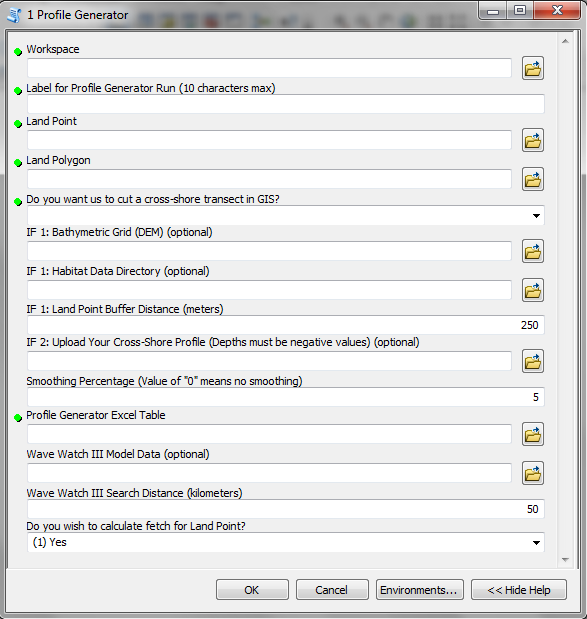 1 Profile Generator
Workspace
Label for Profile Generator Run (10 characters max)
Land Point
Land Polygon
Do you want us to cut a cross-shore transect in GIS?
IF 1: Bathymetric Grid (DEM) (optional)
IF 1: Habitat Data Directory (optional)
IF 1: Land Point Buffer Distance (meters)
250
IF 2: Upload Your Cross-Shore Profile (Depths must be negative values) (optional)
Smoothing Percentage (Value of "0" means no smoothing)
5
Profile Generator Excel Table
Wave Watch III Model Data (optional)
Wave Watch III Search Distance (kilometers)
50
Do you wish to calculate fetch for Land Point?
(1) Yes
OK Cancel Environments... << Hide Help